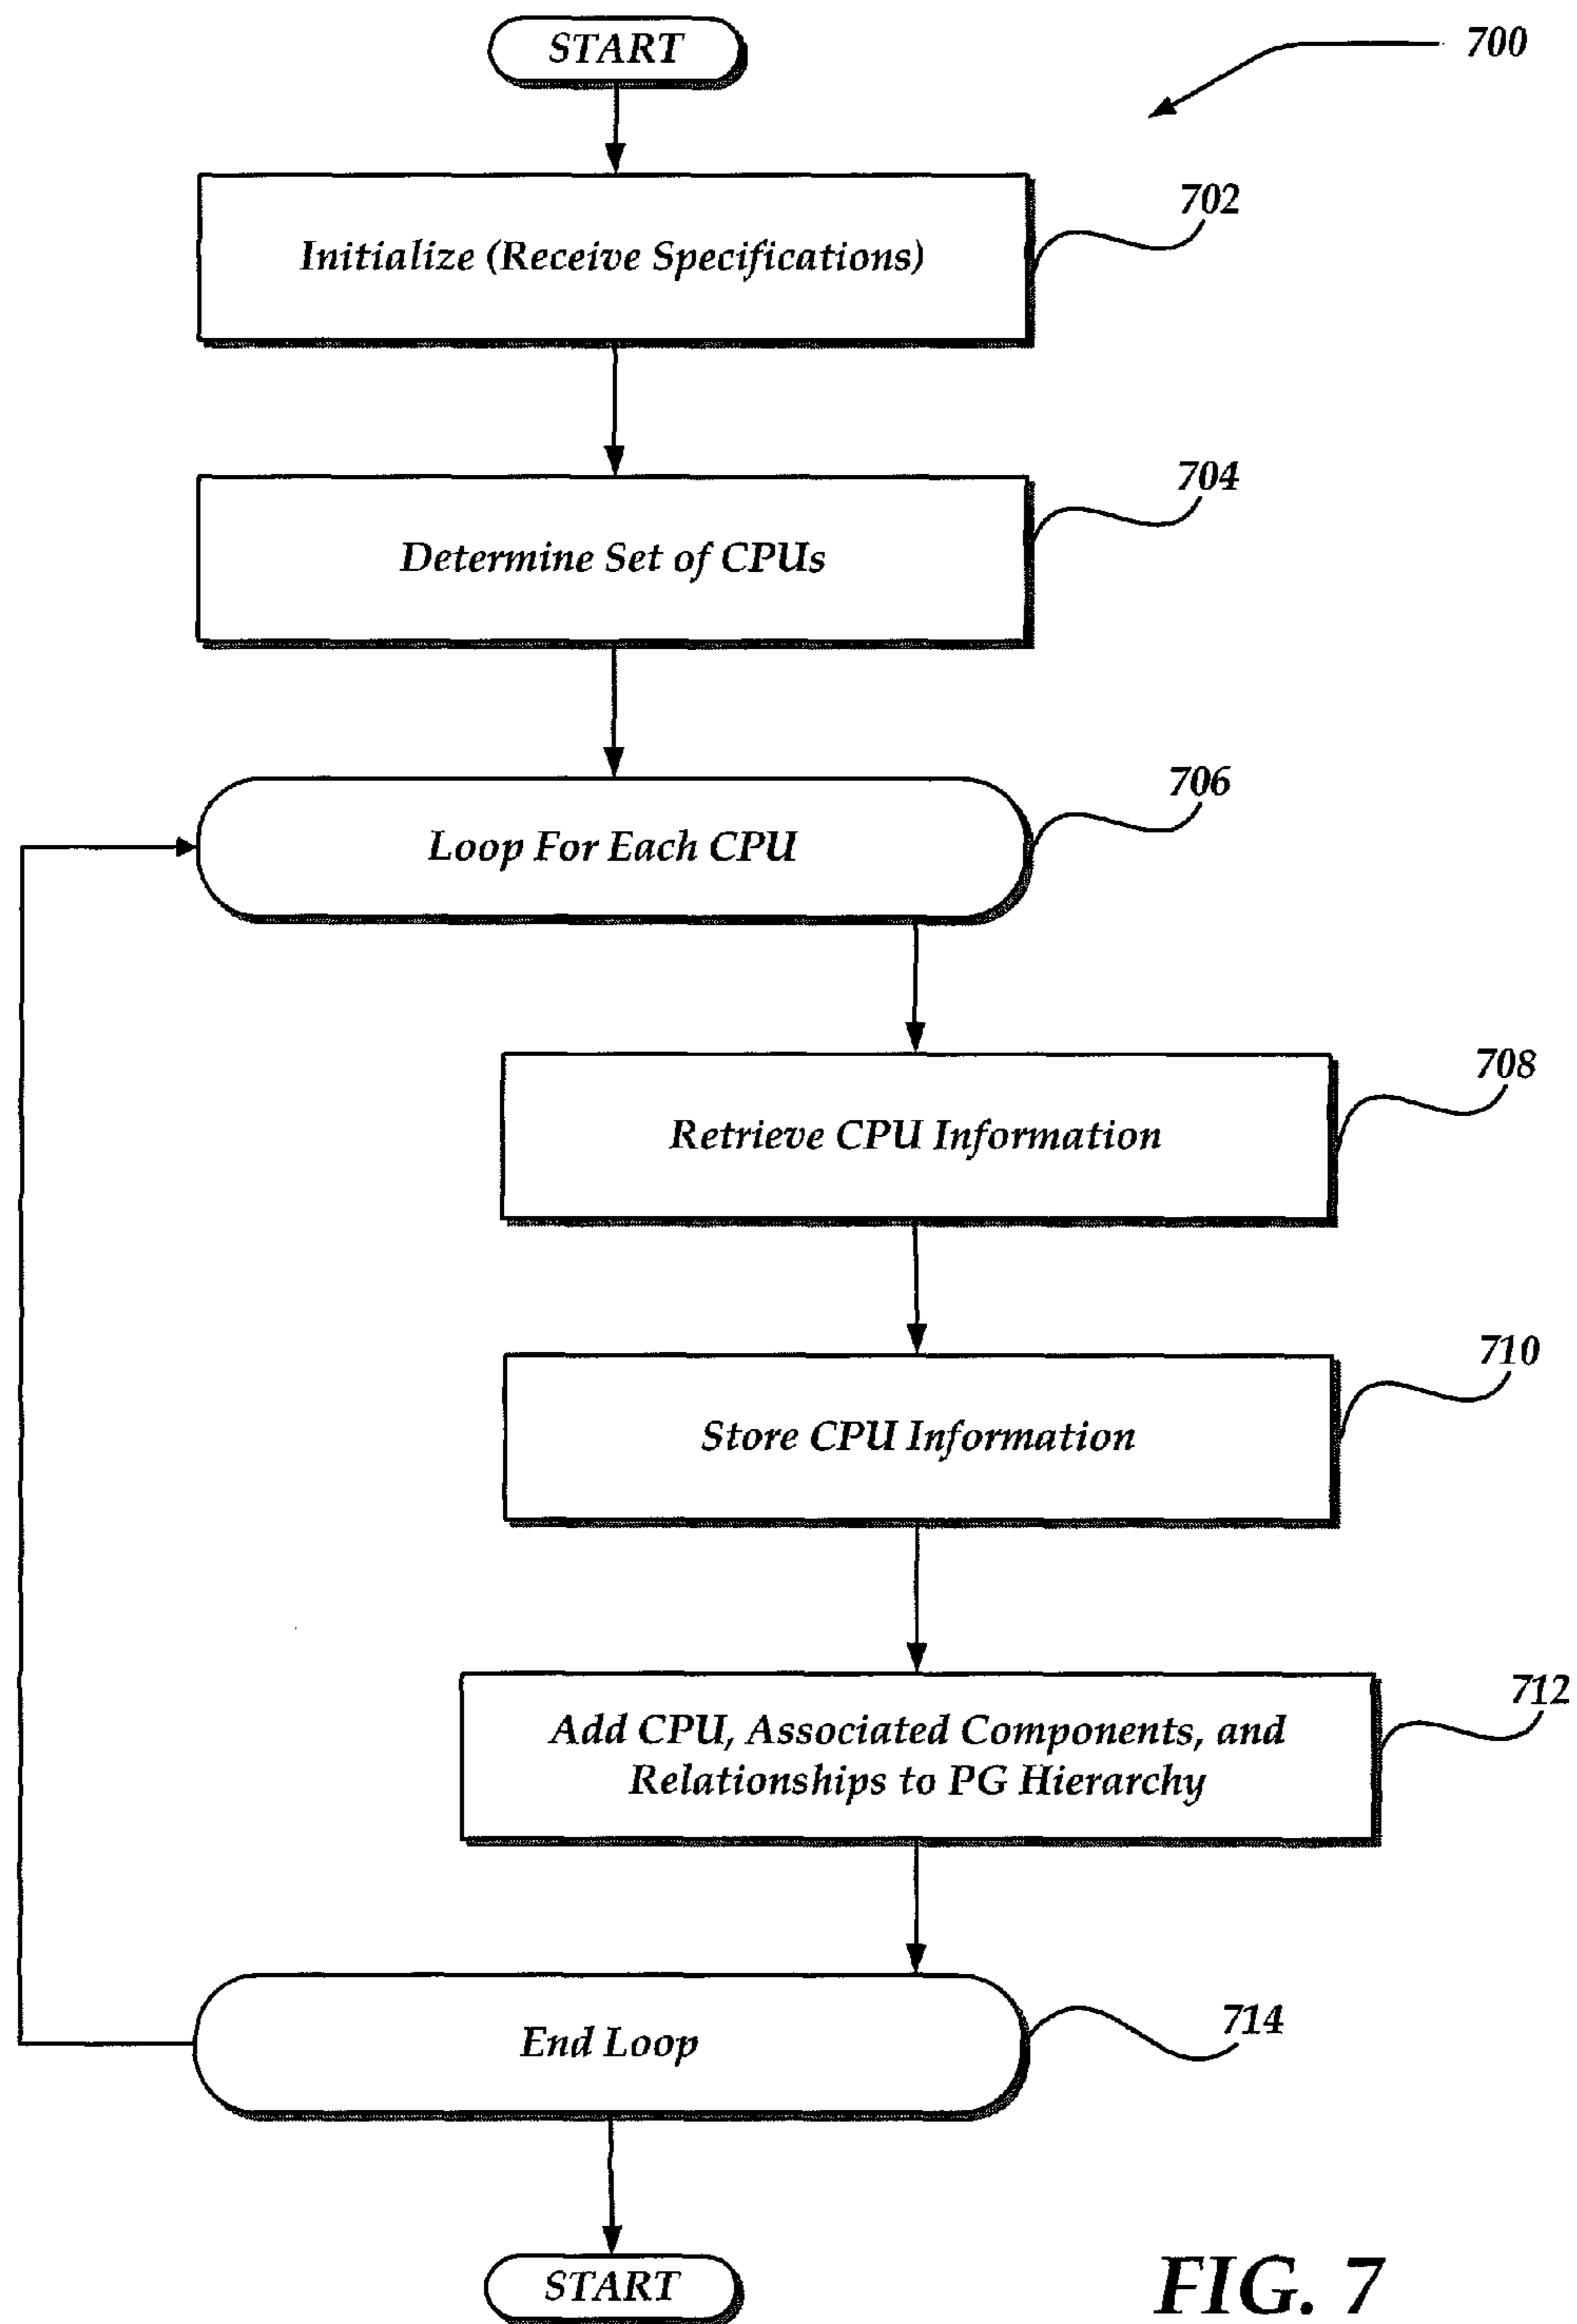 START
700
702
Initialize (Receive Specifications)
704
Determine Set of CPUs
706
Loop For Each CPU
708
Retrieve CPU Information
710
Store CPU Information
712
Add CPU, Associated Components, and
Relationships to PG Hierarchy
714
End Loop
START
FIG. 7